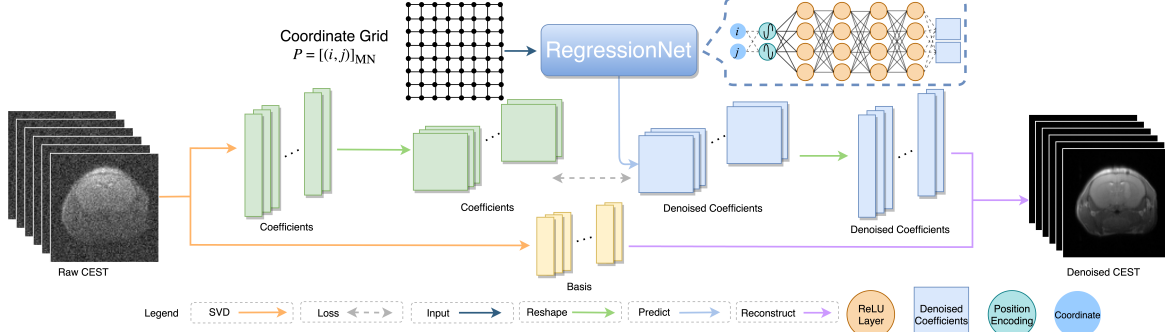 Coordinate Grid
P = [(i, j)]MN
RegressionNet
i
j
Coefficients
Coefficients
Denoised Coefficients
Denoised Coefficients
Raw CEST
Basis
Denoised CEST
Legend
SVD
Loss
Input
Reshape
Predict
Reconstruct
ReLU
Layer
Denoised
Coefficients
Position
Encoding
Coordinate